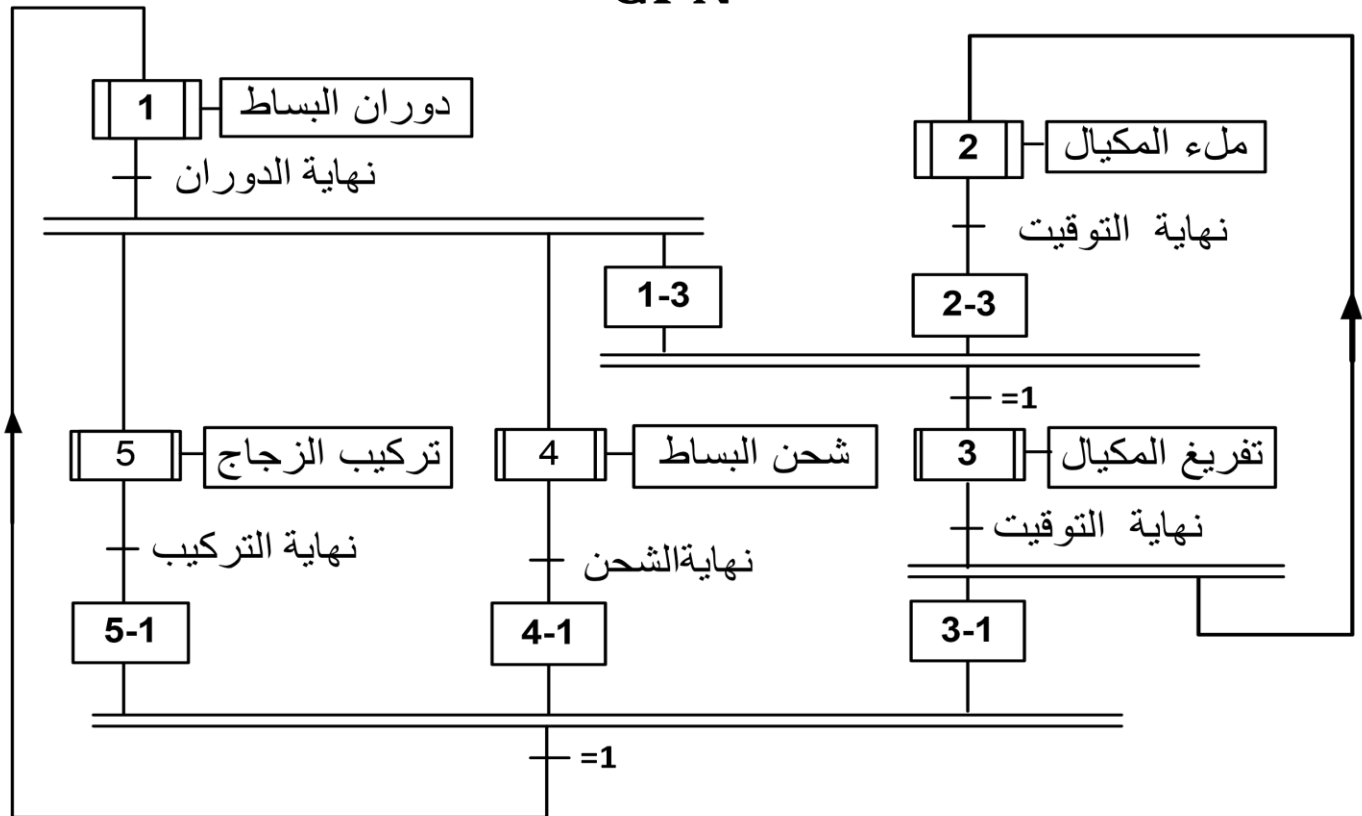 1
دوران البساط
نهاية الدوران
2
ملء المكيال
نهاية التوقيت
1-3
2-3
=1
5
تركيب الزجاج
4
شحن البساط
3
تفريغ المكيال
نهاية التركيب
نهايةالشحن
نهاية التوقيت
5-1
4-1
3-1
=1